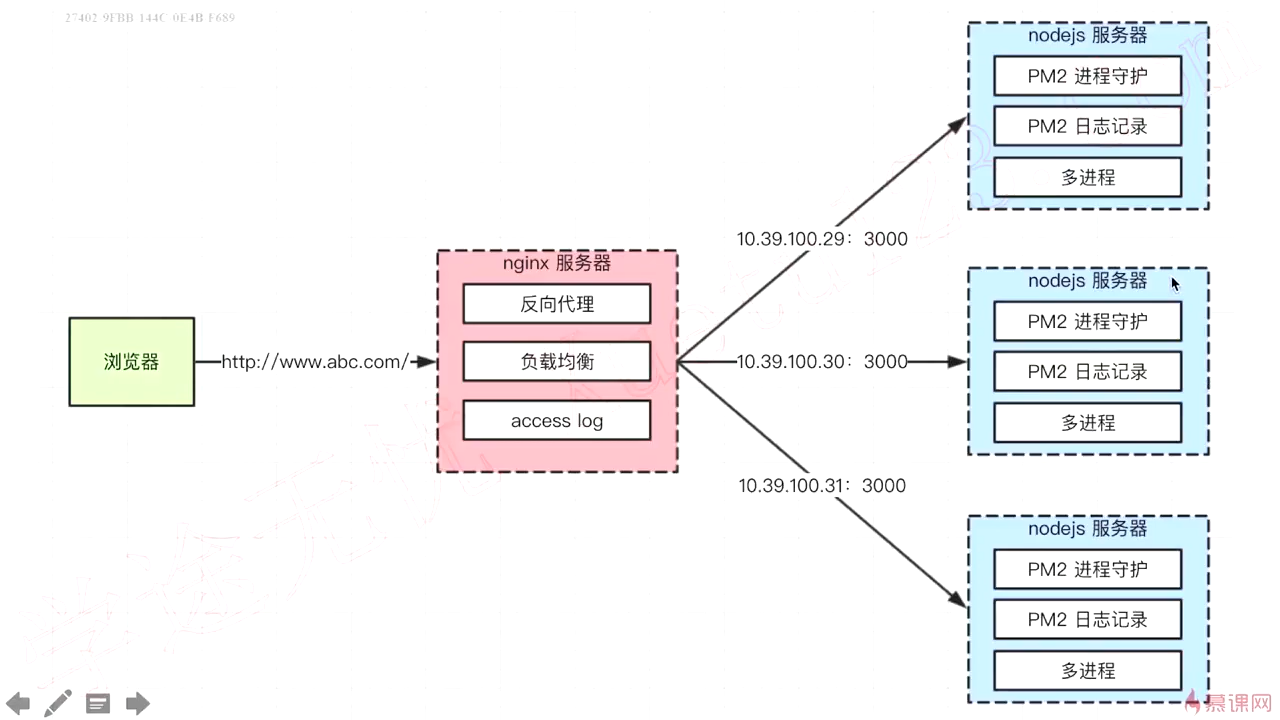 27402 9FBB 144C 0E4B F689
浏览器
http://www.abc.com/
nginx 服务器
反向代理
负载均衡
access log
10.39.100.29：3000
10.39.100.30：3000
10.39.100.31：3000
nodejs 服务器
PM2 进程守护
PM2 日志记录
多进程
nodejs 服务器
PM2 进程守护
PM2 日志记录
多进程
nodejs 服务器
PM2 进程守护
PM2 日志记录
多进程
慕课网